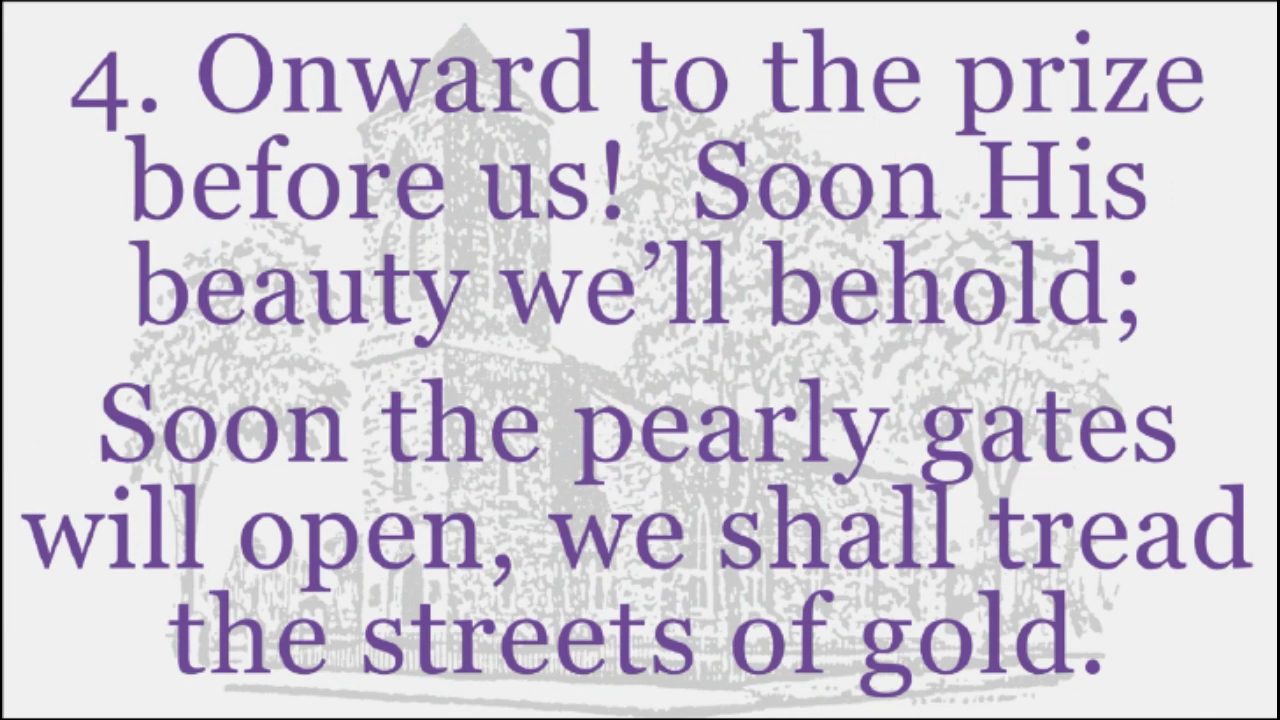 4. Onward to the prize
before us!  Soon His
beauty we’ll behold;
Soon the pearly gates
will open, we shall tread
the streets of gold.